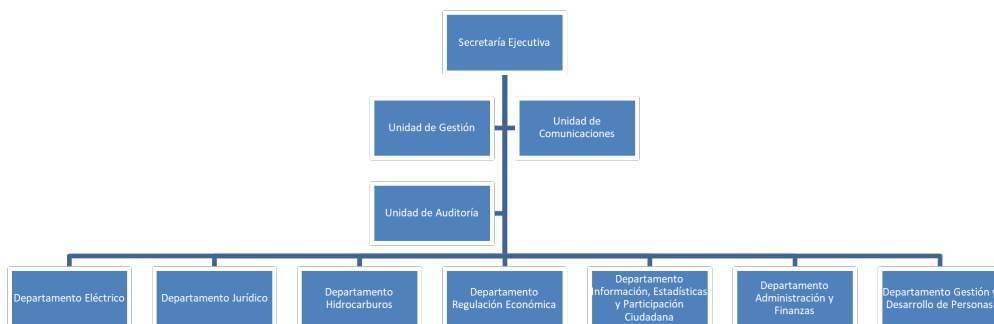 Secretaría Ejecutiva
Unidad de Gestión
Unidad de
Comunicaciones
Unidad de Auditoría
Departamento Eléctrico
Departamento Jurídico
Departamento
Hidrocarburos
Departamento
Regulación Económica
Departamento
Información, Estadísticas
y Participación
Ciudadana
Departamento
Administración y
Finanzas
Departamento Gestión y
Desarrollo de Personas